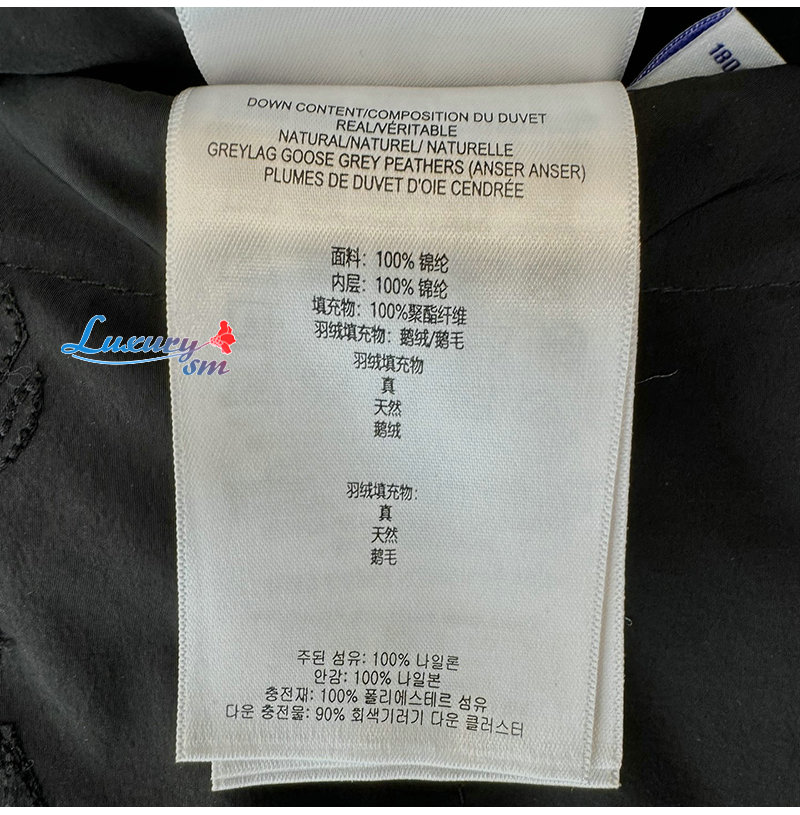 180
DOWN CONTENT/COMPOSITION DU DUVET
REAL/VÉRITABLE
NATURAL/NATUREL/ NATURELLE
GREYLAG GOOSE GREY PEATHERS (ANSER ANSER)
PLUMES DE DUVET D'OIE CENDRÉE
面料: 100% 锦纶
内层: 100% 锦纶
填充物: 100%聚酯纤维
羽绒填充物: 鹅绒/鹅毛
羽绒填充物
真
天然
鹅绒
Luxury
sm
羽绒填充物:
真
天然
鹅毛
주된 섬유: 100% 나일론
안감: 100% 나일본
충전재: 100% 폴리에스테르 섬유
다운 충전물: 90% 회색기러기 다운 클러스터